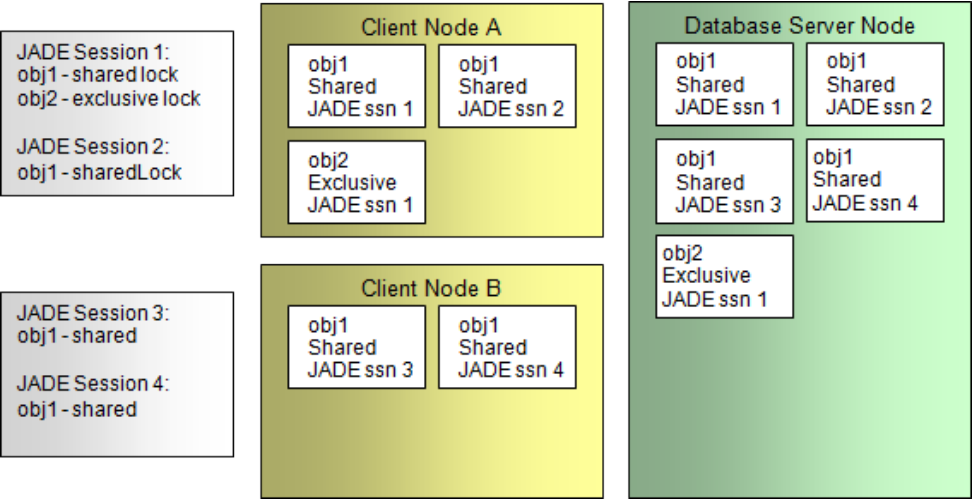 JADE Session 1:
obj1 - shared lock
obj2 - exclusive lock
JADE Session 2:
obj1 - sharedLock
Client Node A
obj1
Shared
JADE ssn 1
obj1
Shared
JADE ssn 2
obj2
Exclusive
JADE ssn 1
Database Server Node
obj1
Shared
JADE ssn 1
obj1
Shared
JADE ssn 2
obj1
Shared
JADE ssn 3
obj1
Shared
JADE ssn 4
obj2
Exclusive
JADE ssn 1
JADE Session 3:
obj1 - shared
JADE Session 4:
obj1 - shared
Client Node B
obj1
Shared
JADE ssn 3
obj1
Shared
JADE ssn 4